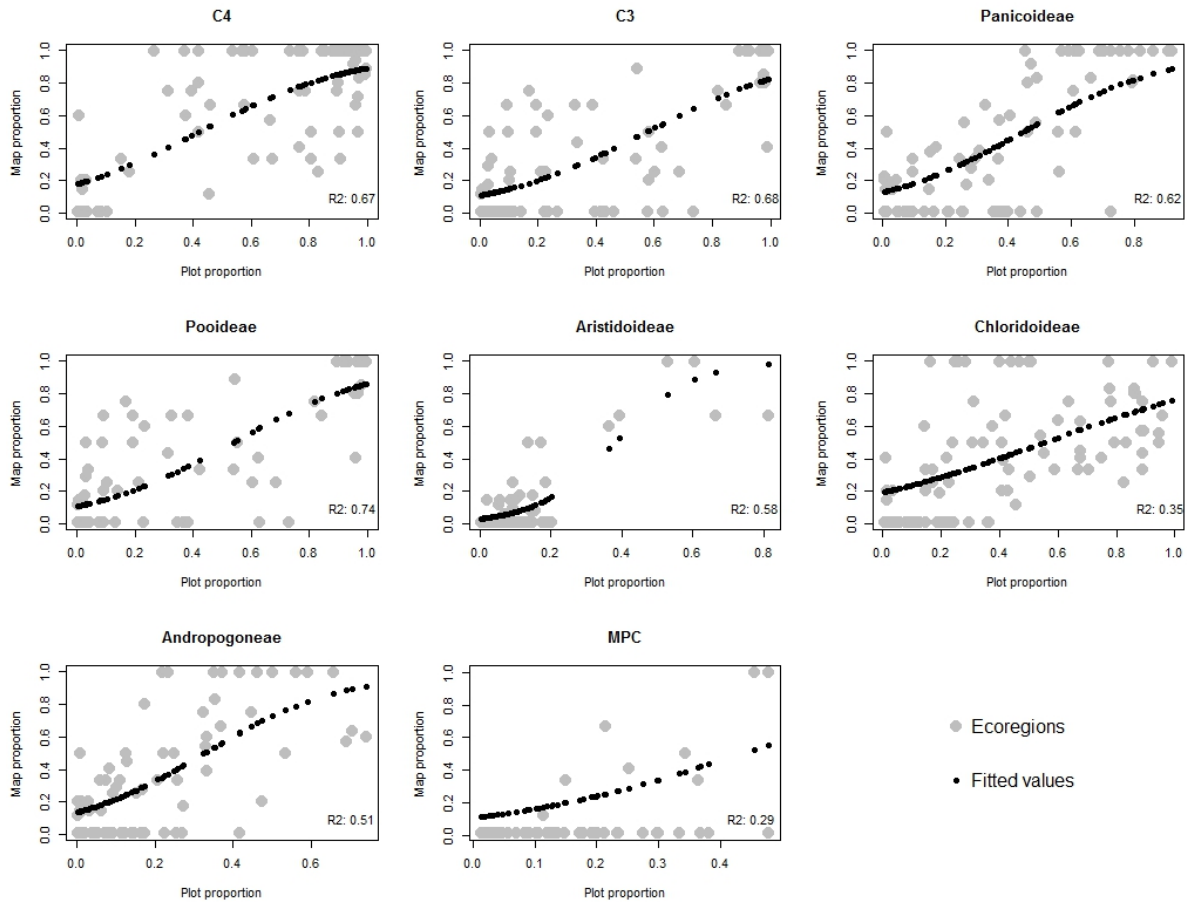 C4
Map proportion
0.0 0.2 0.4 0.6 0.8 1.0
R2: 0.67
0.0 0.2 0.4 0.6 0.8 1.0
Plot proportion
C3
Map proportion
0.0 0.2 0.4 0.6 0.8 1.0
R2: 0.68
0.0 0.2 0.4 0.6 0.8 1.0
Plot proportion
Panicoideae
Map proportion
0.0 0.2 0.4 0.6 0.8 1.0
R2: 0.62
0.0 0.2 0.4 0.6 0.8
Plot proportion
Pooideae
Map proportion
0.0 0.2 0.4 0.6 0.8 1.0
R2: 0.74
0.0 0.2 0.4 0.6 0.8 1.0
Plot proportion
Aristidoideae
Map proportion
0.0 0.2 0.4 0.6 0.8 1.0
R2: 0.58
0.0 0.2 0.4 0.6 0.8
Plot proportion
Chloridoideae
Map proportion
0.0 0.2 0.4 0.6 0.8 1.0
R2: 0.35
0.0 0.2 0.4 0.6 0.8 1.0
Plot proportion
Andropogoneae
Map proportion
0.0 0.2 0.4 0.6 0.8 1.0
R2: 0.51
0.0 0.2 0.4 0.6
Plot proportion
MPC
Map proportion
0.0 0.2 0.4 0.6 0.8 1.0
R2: 0.29
0.0 0.1 0.2 0.3 0.4
Plot proportion
Ecoregions
Fitted values